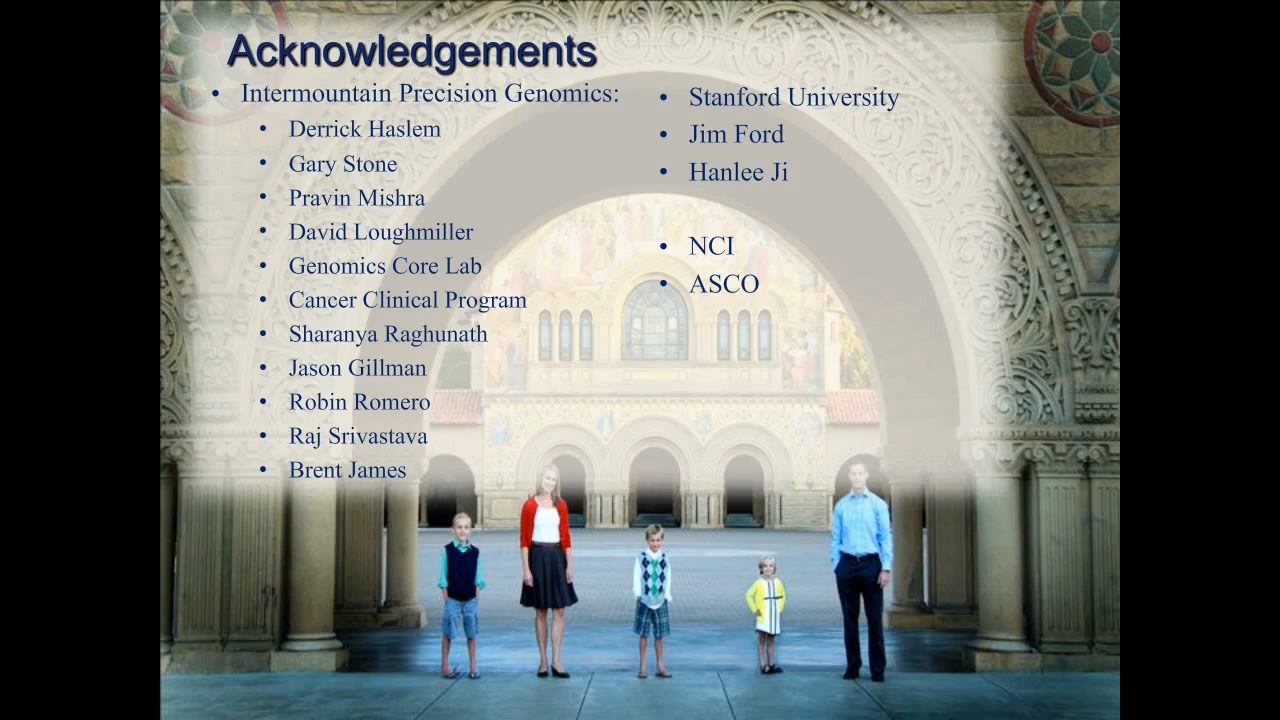 Acknowledgements
• Intermountain Precision Genomics:
• Derrick Haslem
• Gary Stone
• Pravin Mishra
• David Loughmiller
• Genomics Core Lab
• Cancer Clinical Program
• Sharanya Raghunath
• Jason Gillman
• Robin Romero
• Raj Srivastava
• Brent James
• Stanford University
• Jim Ford
• Hanlee Ji
• NCI
• ASCO